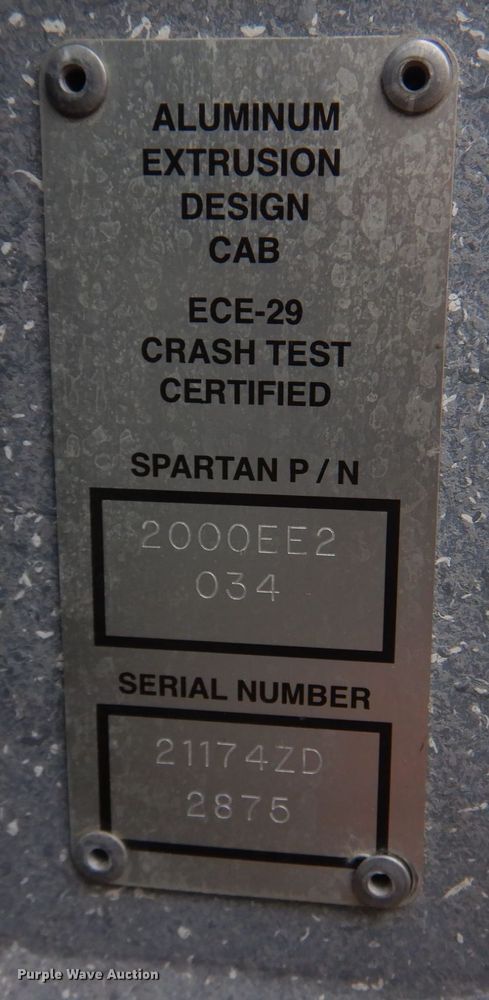 ALUMINUM
EXTRUSION
DESIGN
CAB
ECE-29
CRASH TEST
CERTIFIED
SPARTAN P / N
2000EE2
034
SERIAL NUMBER
21174ZD
2875
Purple Wave Auction